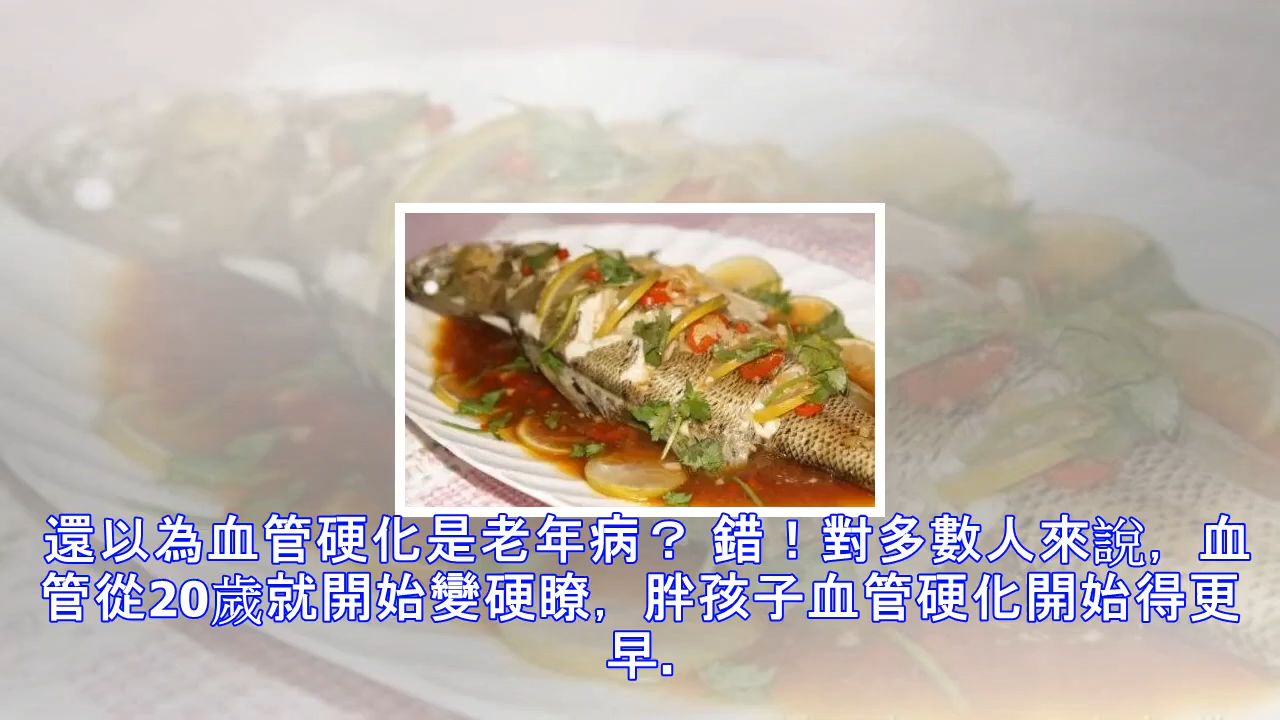 還以為血管硬化是老年病？ 錯！對多數人來說，血
管從20歲就開始變硬瞭，胖孩子血管硬化開始得更
早.